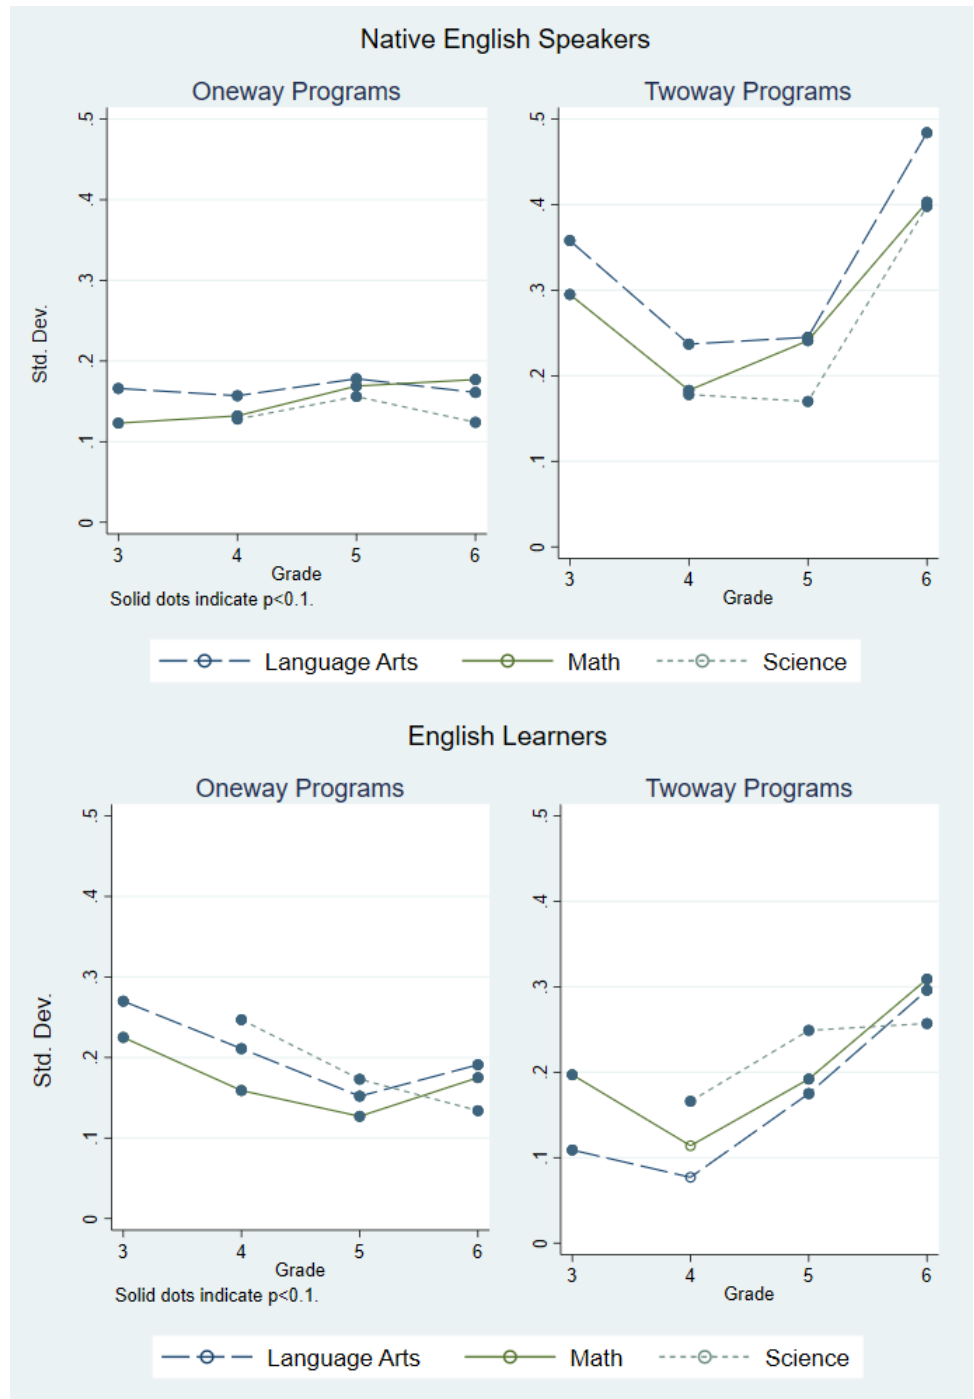 Native English Speakers
Oneway Programs
Twoway Programs
Std. Dev.
.5
.4
.3
.2
.1
0
3 4 5 6
Grade
Solid dots indicate p<0.1.
.5
.4
.3
.2
.1
0
3 4 5 6
Grade
Language Arts Math Science
English Learners
Oneway Programs
Twoway Programs
Std. Dev.
.5
.4
.3
.2
.1
0
3 4 5 6
Grade
Solid dots indicate p<0.1.
.5
.4
.3
.2
.1
0
3 4 5 6
Grade
Language Arts Math Science